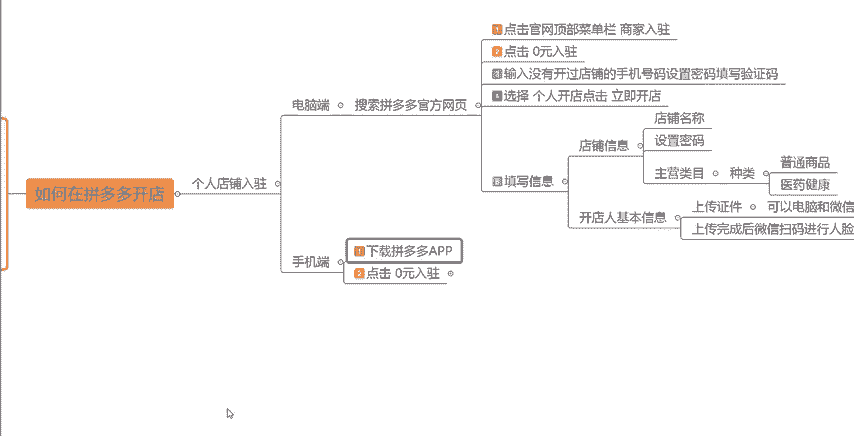 如何在拼多多开店
个人店铺入驻
电脑端
搜索拼多多官方网页
1 点击官网顶部菜单栏 商家入驻
2 点击 0元入驻
3 输入没有开过店铺的手机号码设置密码填写验证码
4 选择 个人开店点击 立即开店
5 填写信息
店铺信息
店铺名称
设置密码
主营类目
种类
普通商品
医药健康
开店人基本信息
上传证件
可以电脑和微信
上传完成后微信扫码进行人脸
手机端
1 下载拼多多APP
2 点击 0元入驻